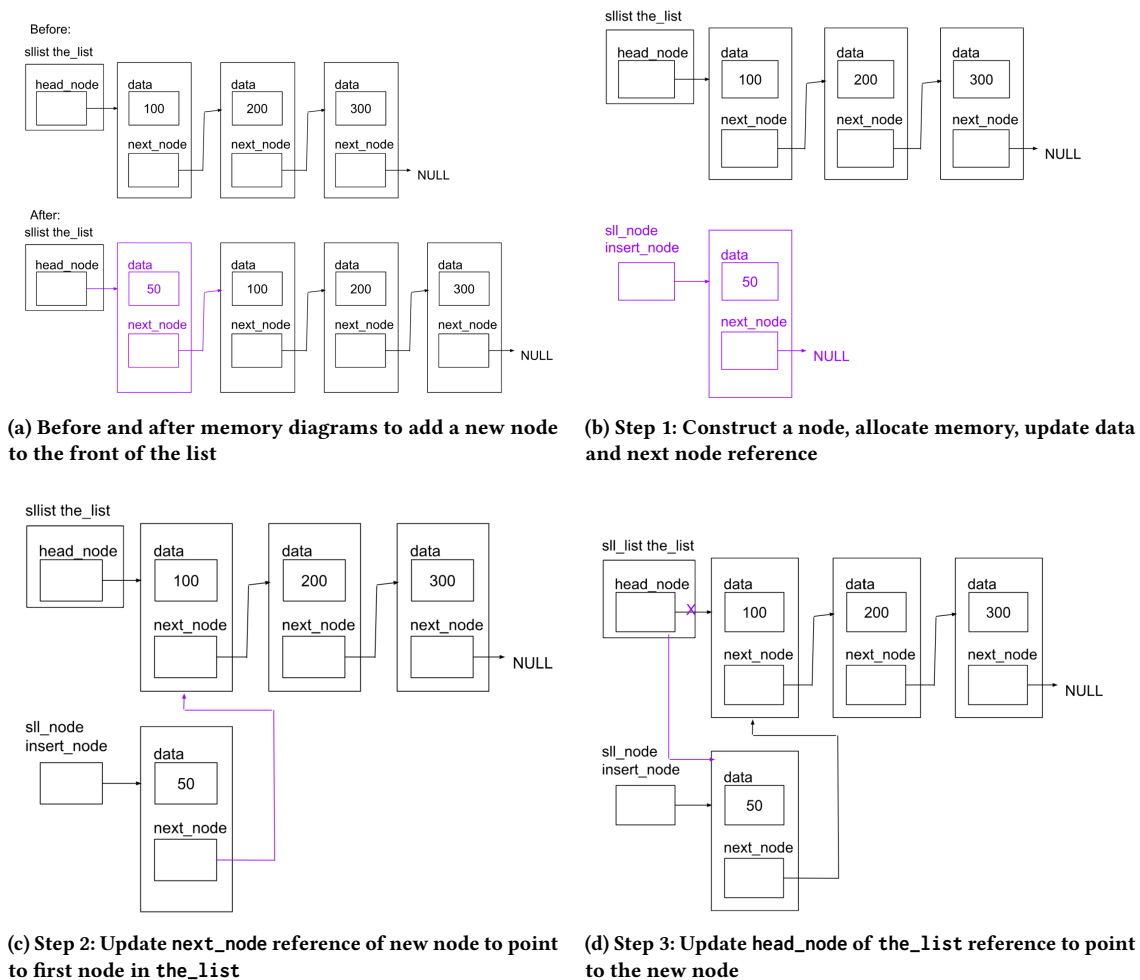 Before:
sllist the_list
head_node
data
100
next_node
data
200
next_node
data
300
next_node
NULL
After:
sllist the_list
head_node
data
50
next_node
data
100
next_node
data
200
next_node
data
300
next_node
NULL
(a) Before and after memory diagrams to add a new node
to the front of the list
sllist the_list
head_node
data
100
next_node
data
200
next_node
data
300
next_node
NULL
sll_node
insert_node
data
50
next_node
NULL
(b) Step 1: Construct a node, allocate memory, update data
and next node reference
sllist the_list
head_node
data
100
next_node
data
200
next_node
data
300
next_node
NULL
sll_node
insert_node
data
50
next_node
(c) Step 2: Update next_node reference of new node to point
to first node in the_list
sll_list the_list
head_node
X
data
100
next_node
data
200
next_node
data
300
next_node
NULL
sll_node
insert_node
data
50
next_node
(d) Step 3: Update head_node of the_list reference to point
to the new node